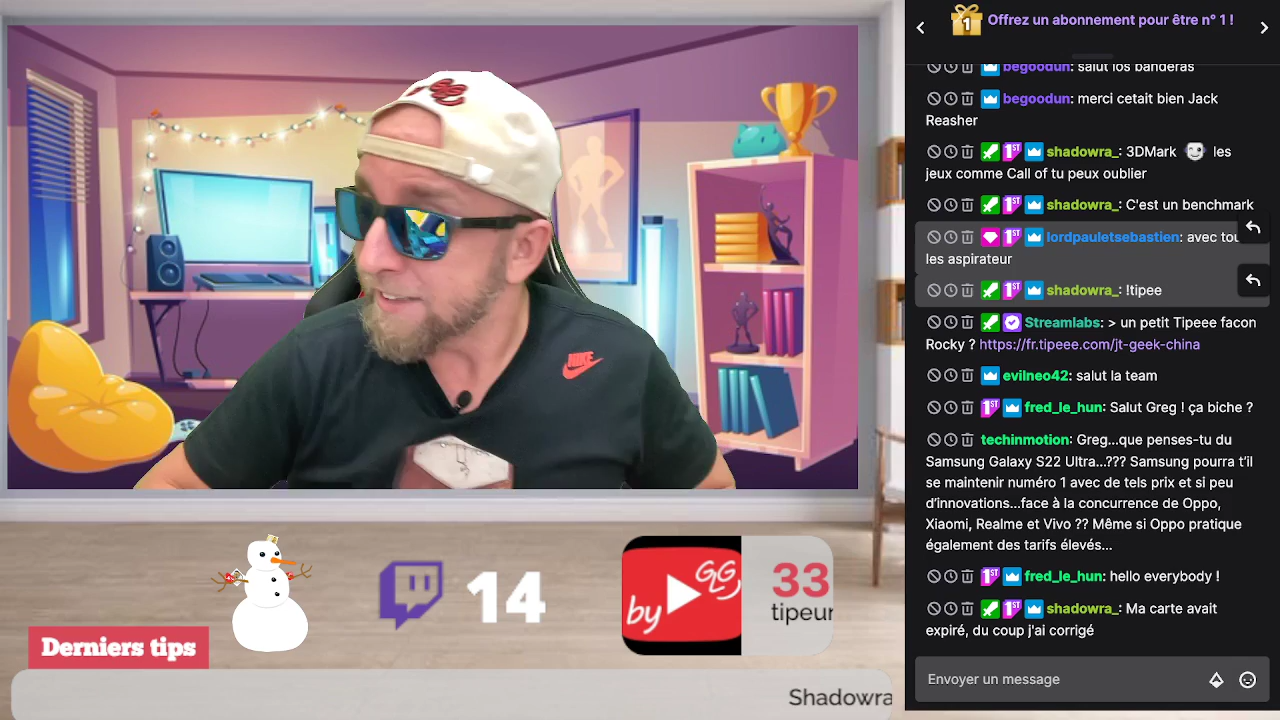 Offrez un abonnement pour être n° 1 !
begoodun: salut los banderas
begoodun: merci cetait bien Jack
Reasher
shadowra_: 3DMark les
jeux comme Call of tu peux oublier
shadowra_: C'est un benchmark
lordpauletsebastien: avec tou
les aspirateur
shadowra_: !tipee
Streamlabs: > un petit Tipeee facon
Rocky ? https://fr.tipeee.com/jt-geek-china
evilneo42: salut la team
fred_le_hun: Salut Greg ! ça biche ?
techinmotion: Greg...que penses-tu du
Samsung Galaxy S22 Ultra...??? Samsung pourra t'il
se maintenir numéro 1 avec de tels prix et si peu
d'innovations...face à la concurrence de Oppo,
Xiaomi, Realme et Vivo ?? Même si Oppo pratique
également des tarifs élevés...
fred_le_hun: hello everybody !
shadowra_: Ma carte avait
expiré, du coup j'ai corrigé
Envoyer un message
NIKE
14
by GG
33
tipeur
Derniers tips
Shadowra